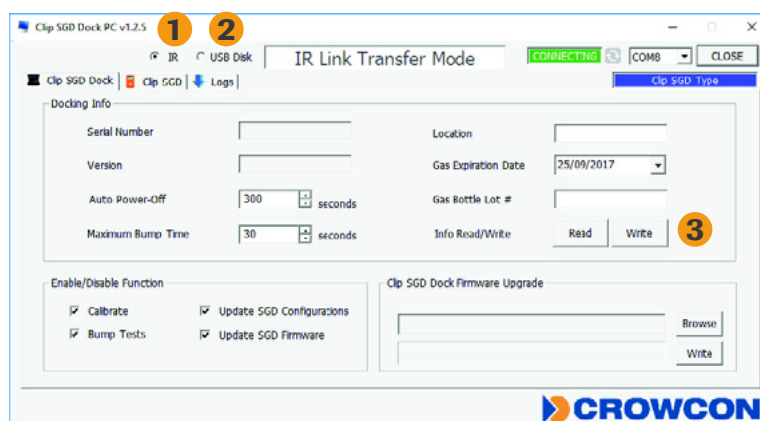 Clip SGD Dock PC v1.2.5
1 2
IR USB Disk IR Link Transfer Mode CONNECTING COM8 CLOSE
Clip SGD Dock Clip SGD Logs Clip SGD Type
Docking Info
Serial Number Location
Version Gas Expiration Date 25/09/2017
Auto Power-Off 300 seconds Gas Bottle Lot #
Maximum Bump Time 30 seconds Info Read/Write Read Write 3
Enable/Disable Function Clip SGD Dock Firmware Upgrade
Calibrate Update SGD Configurations
Browse
Bump Tests Update SGD Firmware
Write
CROWCON